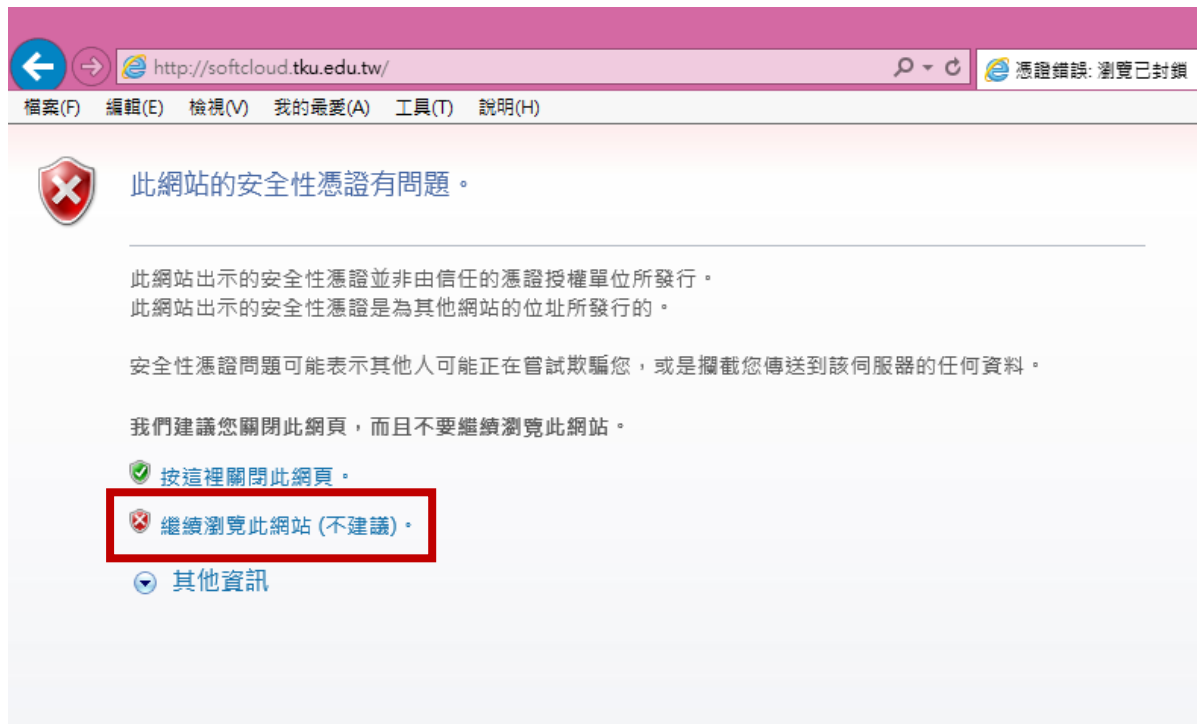 http://softcloud.tku.edu.tw/
憑證錯誤: 瀏覽已封鎖
檔案(F) 編輯(E) 檢視(V) 我的最愛(A) 工具(T) 說明(H)
此網站的安全性憑證有問題。
此網站出示的安全性憑證並非由信任的憑證授權單位所發行。
此網站出示的安全性憑證是為其他網站的位址所發行的。
安全性憑證問題可能表示其他人可能正在嘗試欺騙您，或是攔截您傳送到該伺服器的任何資料。
我們建議您關閉此網頁，而且不要繼續瀏覽此網站。
按這裡關閉此網頁。
繼續瀏覽此網站 (不建議)。
其他資訊